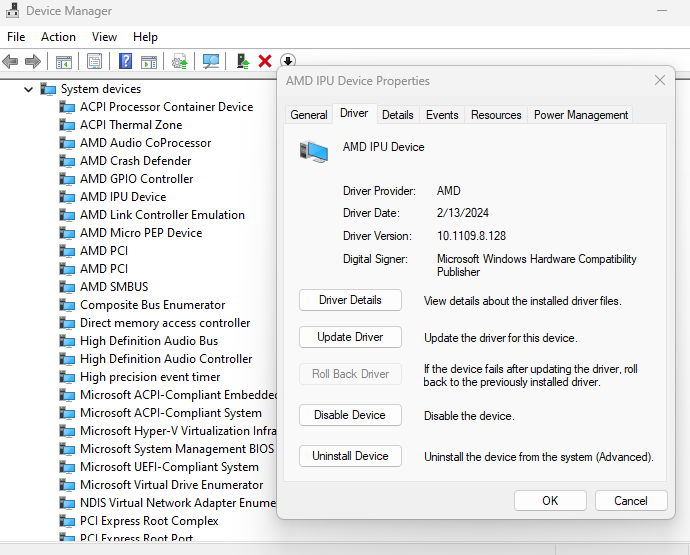 Device Manager
File Action View Help
System devices
ACPI Processor Container Device
ACPI Thermal Zone
AMD Audio CoProcessor
AMD Crash Defender
AMD GPIO Controller
AMD IPU Device
AMD Link Controller Emulation
AMD Micro PEP Device
AMD PCI
AMD PCI
AMD SMBUS
Composite Bus Enumerator
Direct memory access controller
High Definition Audio Bus
High Definition Audio Controller
High precision event timer
Microsoft ACPI-Compliant Embedded
Microsoft ACPI-Compliant System
Microsoft Hyper-V Virtualization Infra
Microsoft System Management BIOS
Microsoft UEFI-Compliant System
Microsoft Virtual Drive Enumerator
NDIS Virtual Network Adapter Enume
PCI Express Root Complex
PCI Express Root Port
AMD IPU Device Properties
General Driver Details Events Resources Power Management
AMD IPU Device
Driver Provider: AMD
Driver Date: 2/13/2024
Driver Version: 10.1109.8.128
Digital Signer: Microsoft Windows Hardware Compatibility
Publisher
Driver Details View details about the installed driver files.
Update Driver Update the driver for this device.
Roll Back Driver If the device fails after updating the driver, roll
back to the previously installed driver.
Disable Device Disable the device.
Uninstall Device Uninstall the device from the system (Advanced).
OK Cancel